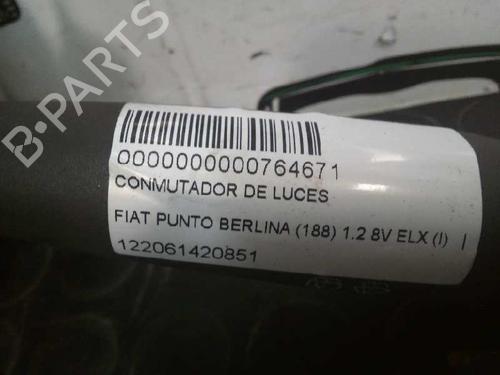 B-PARTS
0000000000764671
CONMUTADOR DE LUCES
FIAT PUNTO BERLINA (188) 1.2 8V ELX (I) |
122061420851